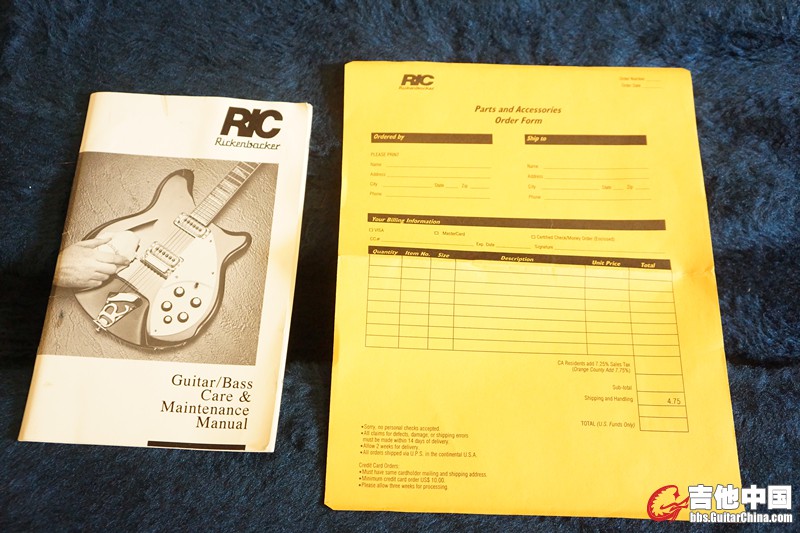 RIC
Rickenbacker
Guitar/Bass
Care &
Maintenance
Manual
RIC
Rickenbacker
Order Number
Order Date
Parts and Accessories
Order Form
Ordered by
Ship to
PLEASE PRINT
Name
Address
City State Zip
Phone
Name
Address
City State Zip
Phone
Your Billing Information
VISA MasterCard Certified Check/Money Order (Enclosed)
CC# Exp. Date Signature
Quantity Item No. Size Description Unit Price Total
CA Residents add 7.25% Sales Tax
(Orange County Add 7.75%)
Sub-total
Shipping and Handling 4.75
TOTAL (U.S. Funds Only)
•Sorry, no personal checks accepted.
•All claims for defects, damage, or shipping errors
must be made within 14 days of delivery.
•Allow 2 weeks for delivery.
•All orders shipped via U.P.S. in the continental U.S.A.
Credit Card Orders:
•Must have same cardholder mailing and shipping address.
•Minimum credit card order US$ 10.00.
•Please allow three weeks for processing.
吉他中国
bbs.GuitarChina.com